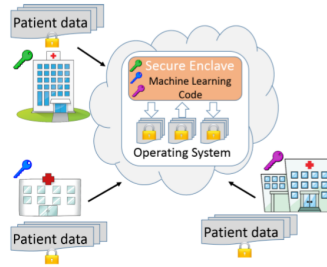 Patient data
Secure Enclave
Machine Learning
Code
Operating System
Patient data
Patient data